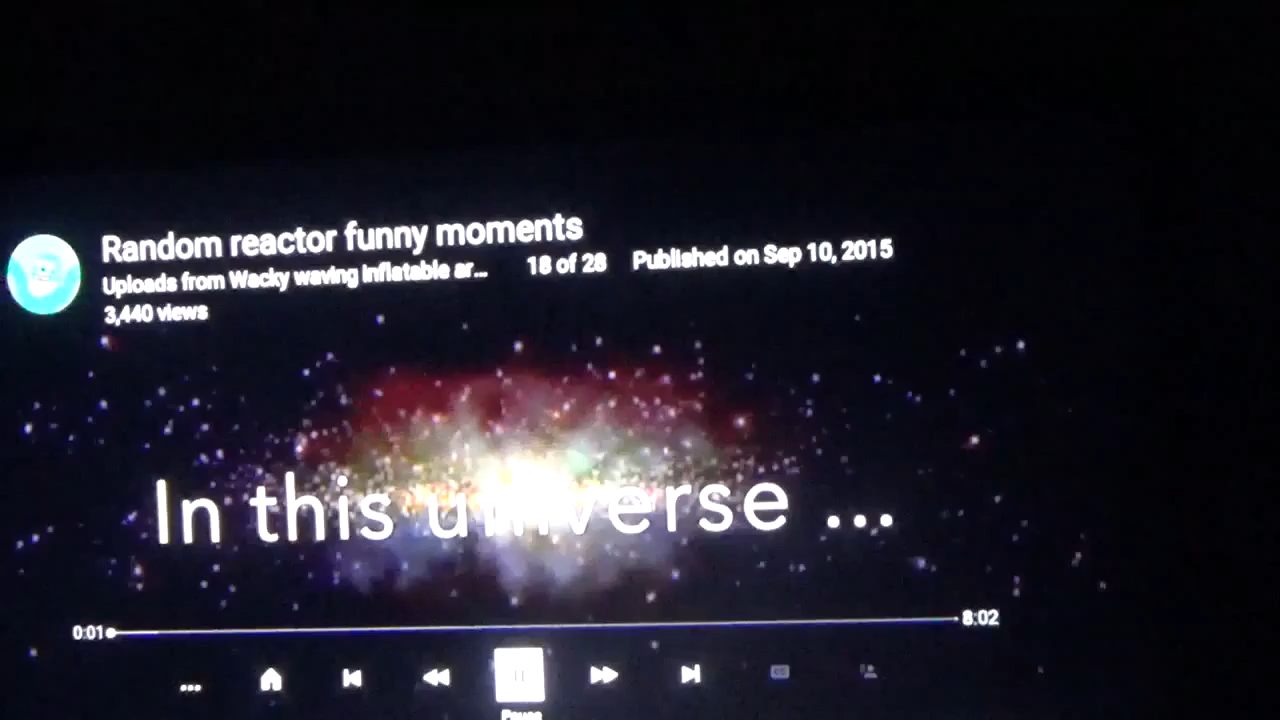 Random reactor funny moments
Uploads from Wacky waving inflatable ar... 18 of 28 Published on Sep 10, 2015
3,440 views
In this universe ...
0:01 8:02
Pause